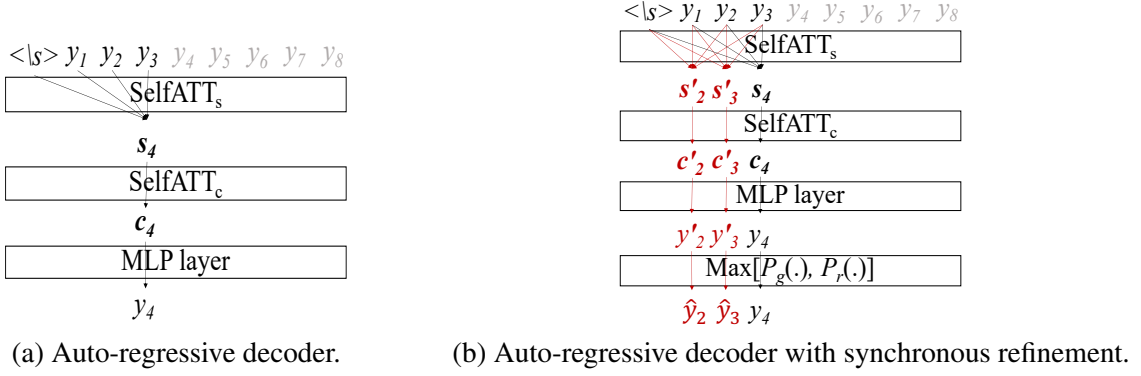 <\s> y1 y2 y3 y4 y5 y6 y7 y8
SelfATTs
s4
SelfATTc
c4
MLP layer
y4
(a) Auto-regressive decoder.
<\s> y1 y2 y3 y4 y5 y6 y7 y8
SelfATTs
s'2 s'3 s4
SelfATTc
c'2 c'3 c4
MLP layer
y'2 y'3 y4
Max[Pg(.), Pr(.)]
ŷ2 ŷ3 y4
(b) Auto-regressive decoder with synchronous refinement.